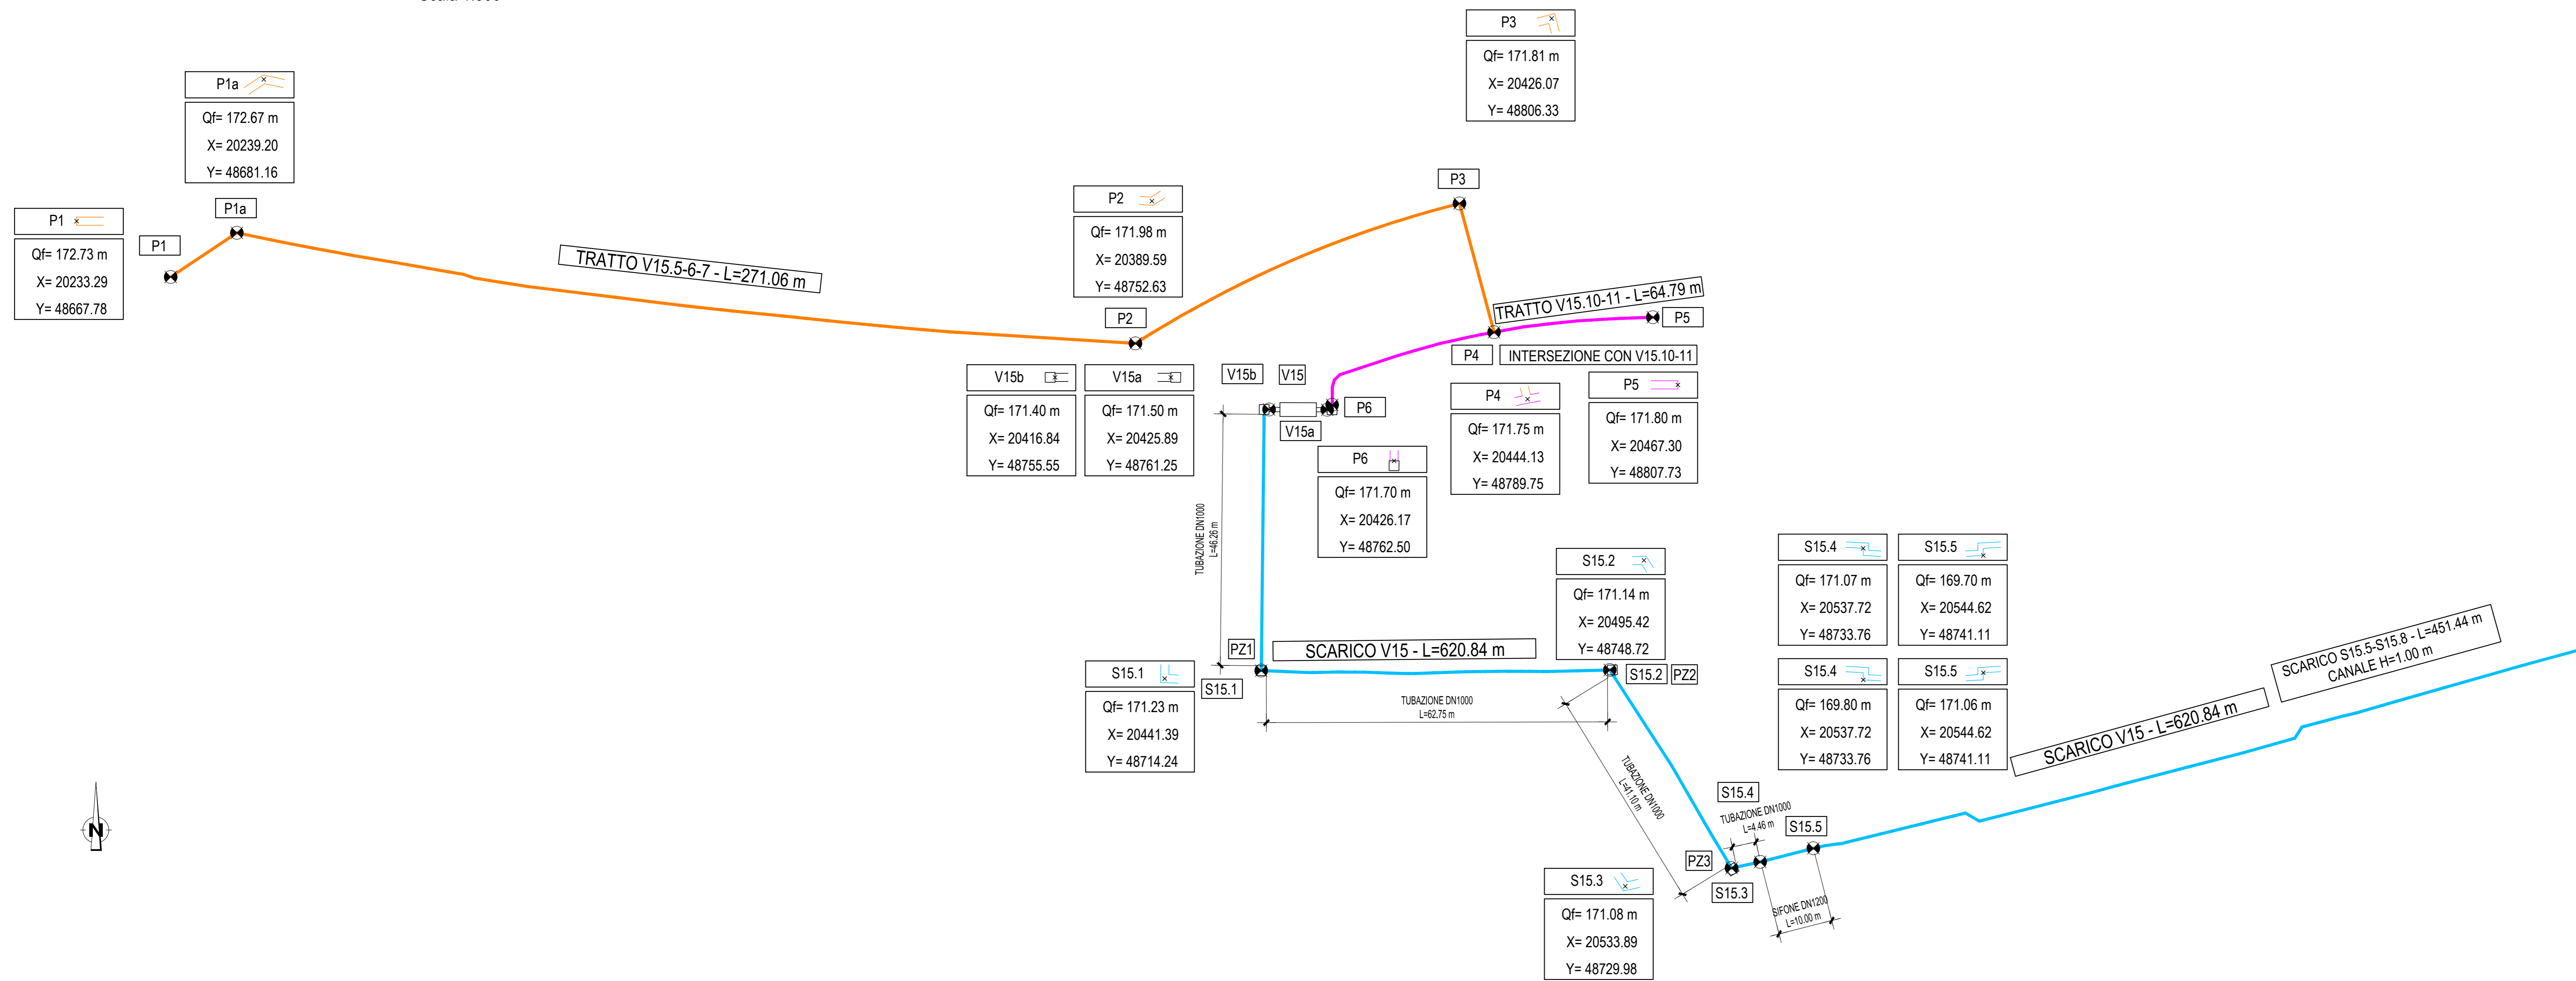 P3
Qf= 171.81 m
X= 20426.07
Y= 48806.33
P1a
Qf= 172.67 m
X= 20239.20
Y= 48681.16
P1
Qf= 172.73 m
X= 20233.29
Y= 48667.78
P1
P1a
TRATTO V15.5-6-7 - L=271.06 m
P2
Qf= 171.98 m
X= 20389.59
Y= 48752.63
P2
P3
TRATTO V15.10-11 - L=64.79 m
P5
P4
INTERSEZIONE CON V15.10-11
V15b
Qf= 171.40 m
X= 20416.84
Y= 48755.55
V15a
Qf= 171.50 m
X= 20425.89
Y= 48761.25
V15b
V15
V15a
P6
P6
Qf= 171.70 m
X= 20426.17
Y= 48762.50
P4
Qf= 171.75 m
X= 20444.13
Y= 48789.75
P5
Qf= 171.80 m
X= 20467.30
Y= 48807.73
TUBAZIONE DN1000
L=46.26 m
PZ1
S15.1
S15.1
Qf= 171.23 m
X= 20441.39
Y= 48714.24
SCARICO V15 - L=620.84 m
TUBAZIONE DN1000
L=62.75 m
S15.2
Qf= 171.14 m
X= 20495.42
Y= 48748.72
S15.2
PZ2
TUBAZIONE DN1000
L=41.10 m
S15.4
Qf= 171.07 m
X= 20537.72
Y= 48733.76
S15.5
Qf= 169.70 m
X= 20544.62
Y= 48741.11
S15.4
Qf= 169.80 m
X= 20537.72
Y= 48733.76
S15.5
Qf= 171.06 m
X= 20544.62
Y= 48741.11
S15.4
TUBAZIONE DN1000
L=4.46 m
S15.5
PZ3
S15.3
SIFONE DN1200
L=10.00 m
S15.3
Qf= 171.08 m
X= 20533.89
Y= 48729.98
SCARICO V15 - L=620.84 m
SCARICO S15.5-S15.8 - L=451.44 m
CANALE H=1.00 m
N